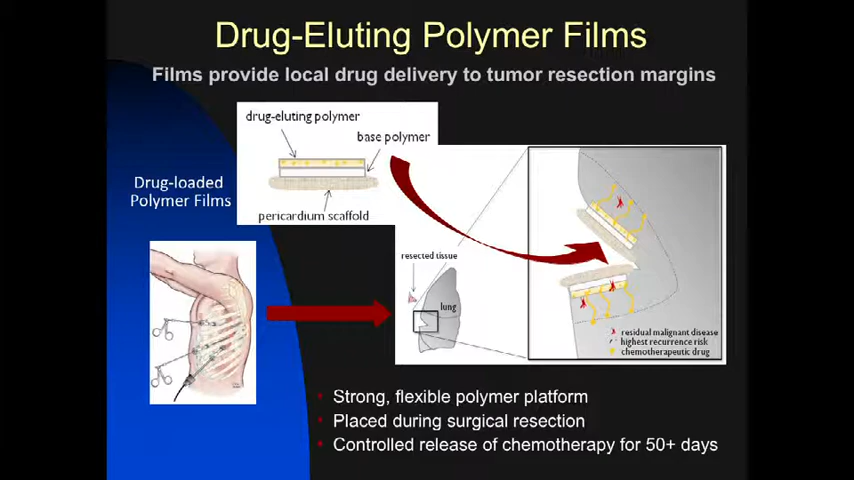 Drug-Eluting Polymer Films
Films provide local drug delivery to tumor resection margins
drug-eluting polymer
base polymer
pericardium scaffold
Drug-loaded
Polymer Films
resected tissue
lung
residual malignant disease
highest recurrence risk
chemotherapeutic drug
• Strong, flexible polymer platform
• Placed during surgical resection
• Controlled release of chemotherapy for 50+ days